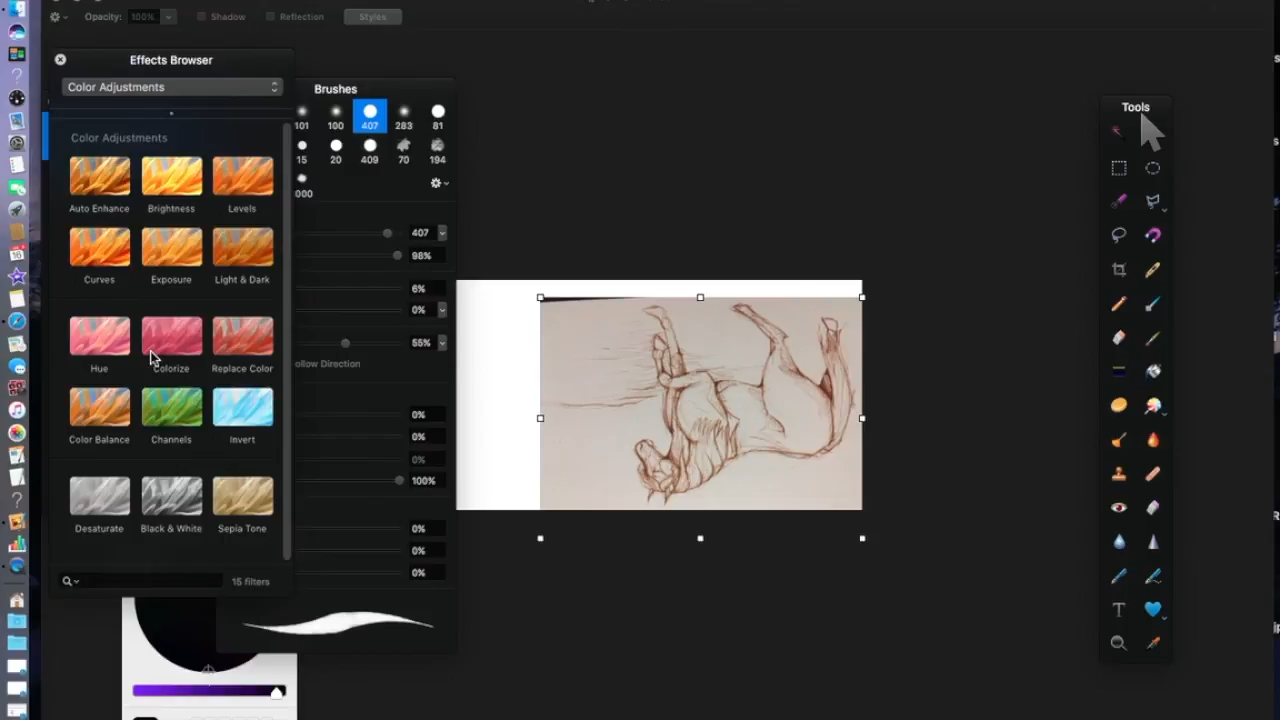 Opacity: 100% Shadow Reflection Styles
Effects Browser
Color Adjustments
Color Adjustments
Auto Enhance Brightness Levels
Curves Exposure Light & Dark
Hue Colorize Replace Color
Color Balance Channels Invert
Desaturate Black & White Sepia Tone
15 filters
Brushes
101 100 407 283 81
15 20 409 70 194
000
407
98%
6%
0%
55%
ollow Direction
0%
0%
0%
100%
0%
0%
0%
Tools
T